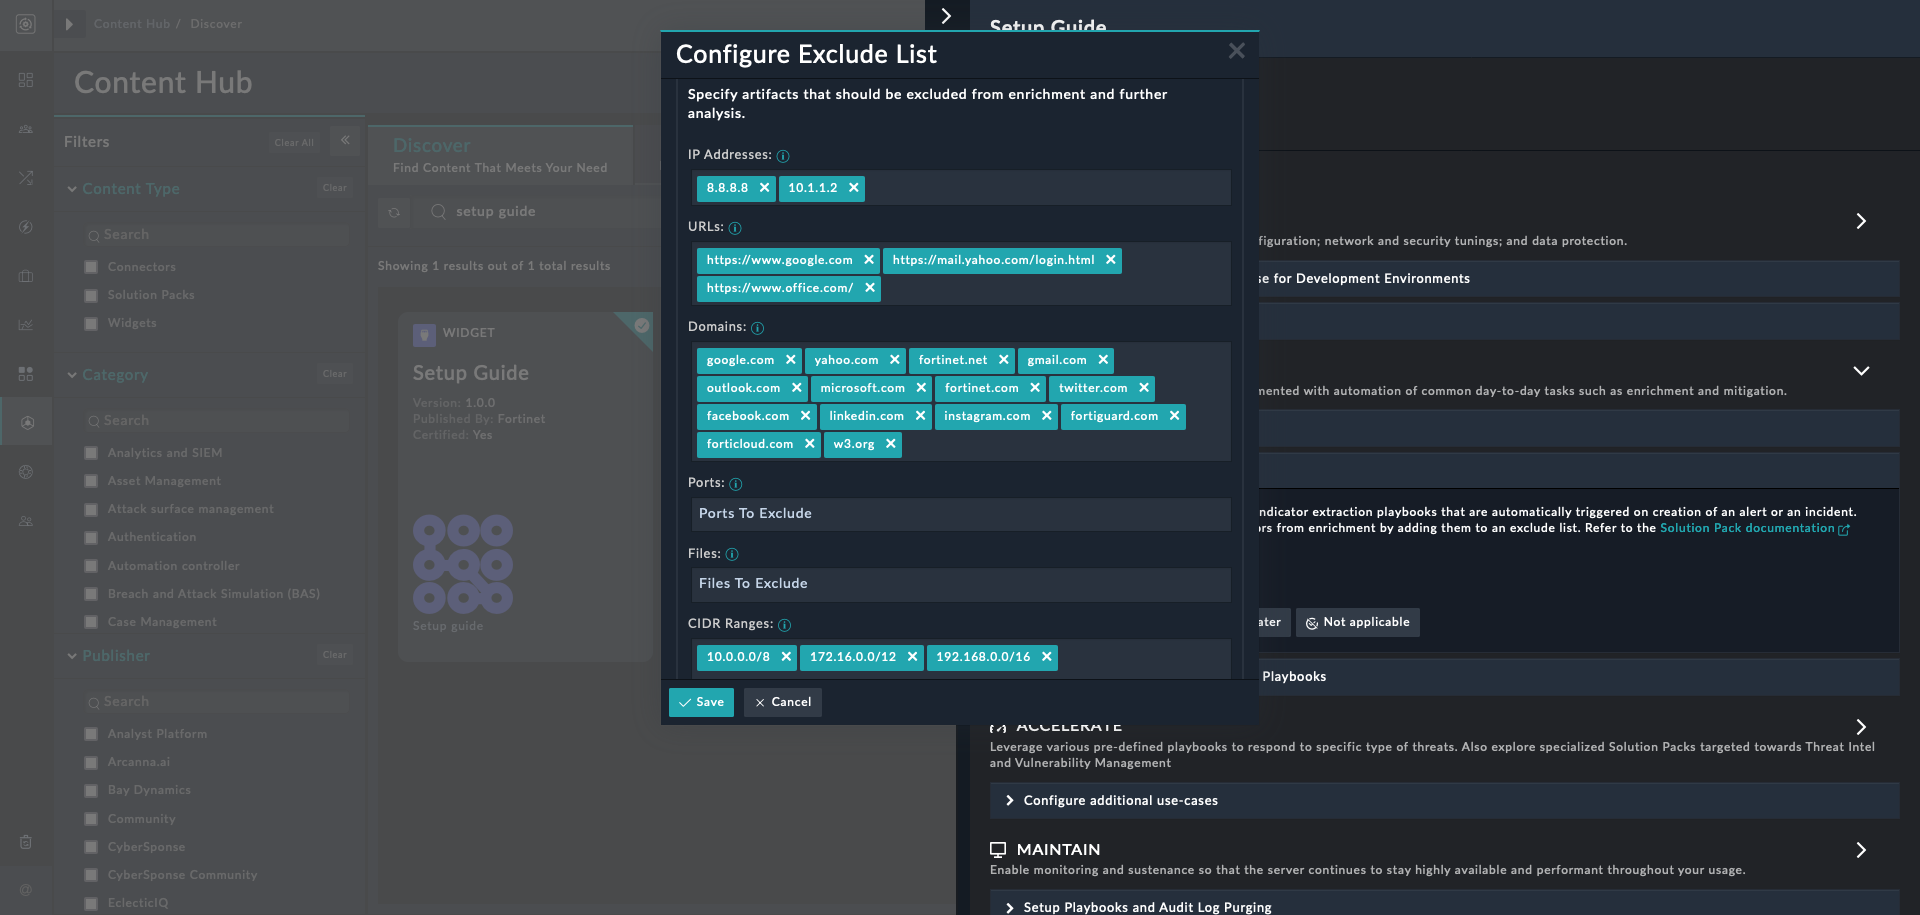 Content Hub / Discover
Content Hub
Filters
Clear All
Content Type
Clear
Search
Connectors
Solution Packs
Widgets
Category
Clear
Search
Analytics and SIEM
Asset Management
Attack surface management
Authentication
Automation controller
Breach and Attack Simulation (BAS)
Case Management
Publisher
Clear
Search
Analyst Platform
Arcanna.ai
Bay Dynamics
Community
CyberSponse
CyberSponse Community
EclecticIQ
Discover
Find Content That Meets Your Need
setup guide
Showing 1 results out of 1 total results
WIDGET
Setup Guide
Version: 1.0.0
Published By: Fortinet
Certified: Yes
Setup guide
Configure Exclude List
Specify artifacts that should be excluded from enrichment and further
analysis.
IP Addresses:
8.8.8.8 10.1.1.2
URLs:
https://www.google.com https://mail.yahoo.com/login.html
https://www.office.com/
Domains:
google.com yahoo.com fortinet.net gmail.com
outlook.com microsoft.com fortinet.com twitter.com
facebook.com linkedin.com instagram.com fortiguard.com
forticloud.com w3.org
Ports:
Ports To Exclude
Files:
Files To Exclude
CIDR Ranges:
10.0.0.0/8 172.16.0.0/12 192.168.0.0/16
Save Cancel
Setup Guide
figuration; network and security tunings; and data protection.
se for Development Environments
mented with automation of common day-to-day tasks such as enrichment and mitigation.
ndicator extraction playbooks that are automatically triggered on creation of an alert or an incident.
ors from enrichment by adding them to an exclude list. Refer to the Solution Pack documentation
ater Not applicable
Playbooks
ACCELERATE
Leverage various pre-defined playbooks to respond to specific type of threats. Also explore specialized Solution Packs targeted towards Threat Intel
and Vulnerability Management
Configure additional use-cases
MAINTAIN
Enable monitoring and sustenance so that the server continues to stay highly available and performant throughout your usage.
Setup Playbooks and Audit Log Purging